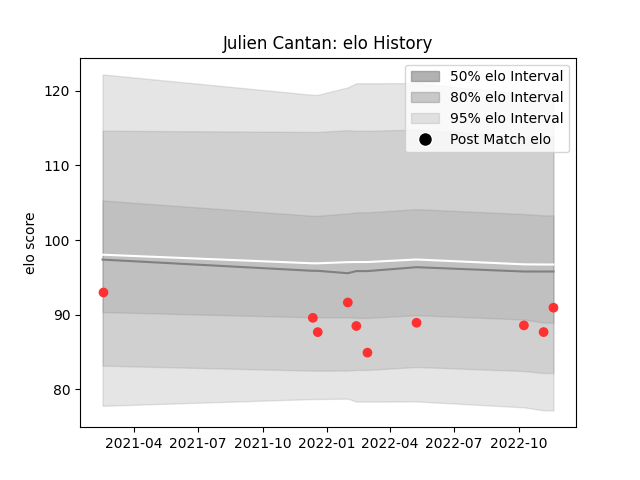 Julien Cantan: elo History
50% elo Interval
80% elo Interval
95% elo Interval
Post Match elo
elo score
120
110
100
90
80
2021-04 2021-07 2021-10 2022-01 2022-04 2022-07 2022-10